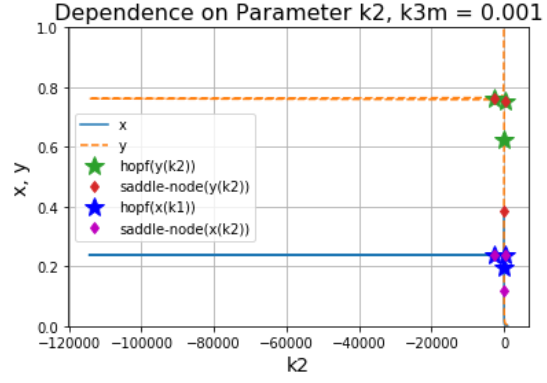 Dependence on Parameter k2, k3m = 0.001
1.0
0.8
0.6
0.4
0.2
0.0
x, y
x
y
hopf(y(k2))
saddle-node(y(k2))
hopf(x(k1))
saddle-node(x(k2))
−120000 −100000 −80000 −60000 −40000 −20000 0
k2